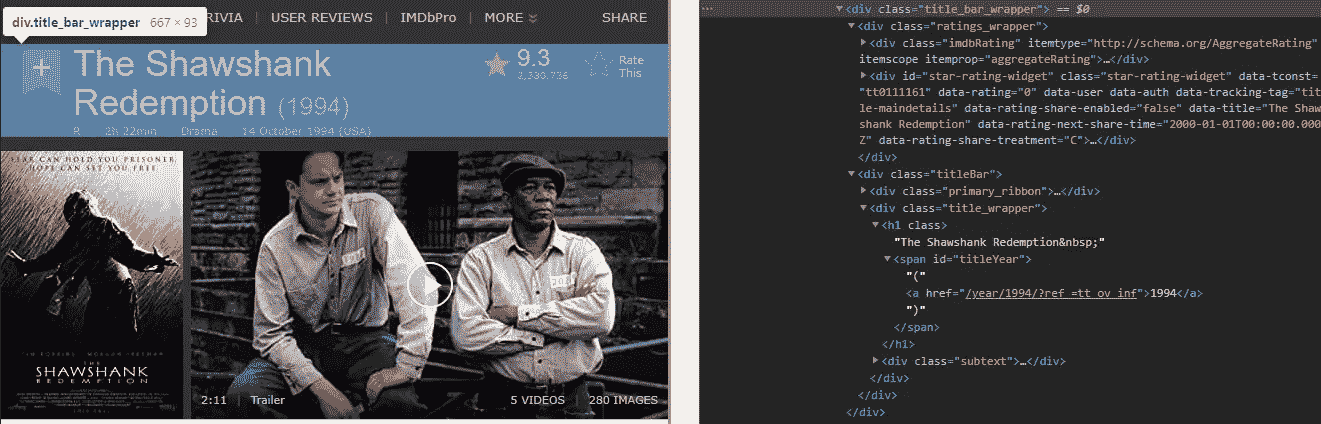 RIVIA | USER REVIEWS | IMDbPro | MORE SHARE
div.title_bar_wrapper 667 × 93
The Shawshank
Redemption (1994)
9.3
2,330,736
Rate
This
R 2h 22min Drama 14 October 1994 (USA)
FEAR CAN HOLD YOU PRISONER.
HOPE CAN SET YOU FREE.
TIM ROBBINS MORGAN FREEMAN
THE
SHAWSHANK
REDEMPTION
2:11 | Trailer
5 VIDEOS | 280 IMAGES
<div class="title_bar_wrapper"> == $0
<div class="ratings_wrapper">
<div class="imdbRating" itemtype="http://schema.org/AggregateRating"
itemscope itemprop="aggregateRating">…</div>
<div id="star-rating-widget" class="star-rating-widget" data-tconst=
"tt0111161" data-rating="0" data-user data-auth data-tracking-tag="tit
le-maindetails" data-rating-share-enabled="false" data-title="The Shaw
shank Redemption" data-rating-next-share-time="2000-01-01T00:00:00.000
Z" data-rating-share-treatment="C">…</div>
</div>
<div class="titleBar">
<div class="primary_ribbon">…</div>
<div class="title_wrapper">
<h1 class>
"The Shawshank Redemption&nbsp;"
<span id="titleYear">
"("
<a href="/year/1994/?ref_=tt_ov_inf">1994</a>
")"
</span>
</h1>
<div class="subtext">…</div>
</div>
</div>
</div>